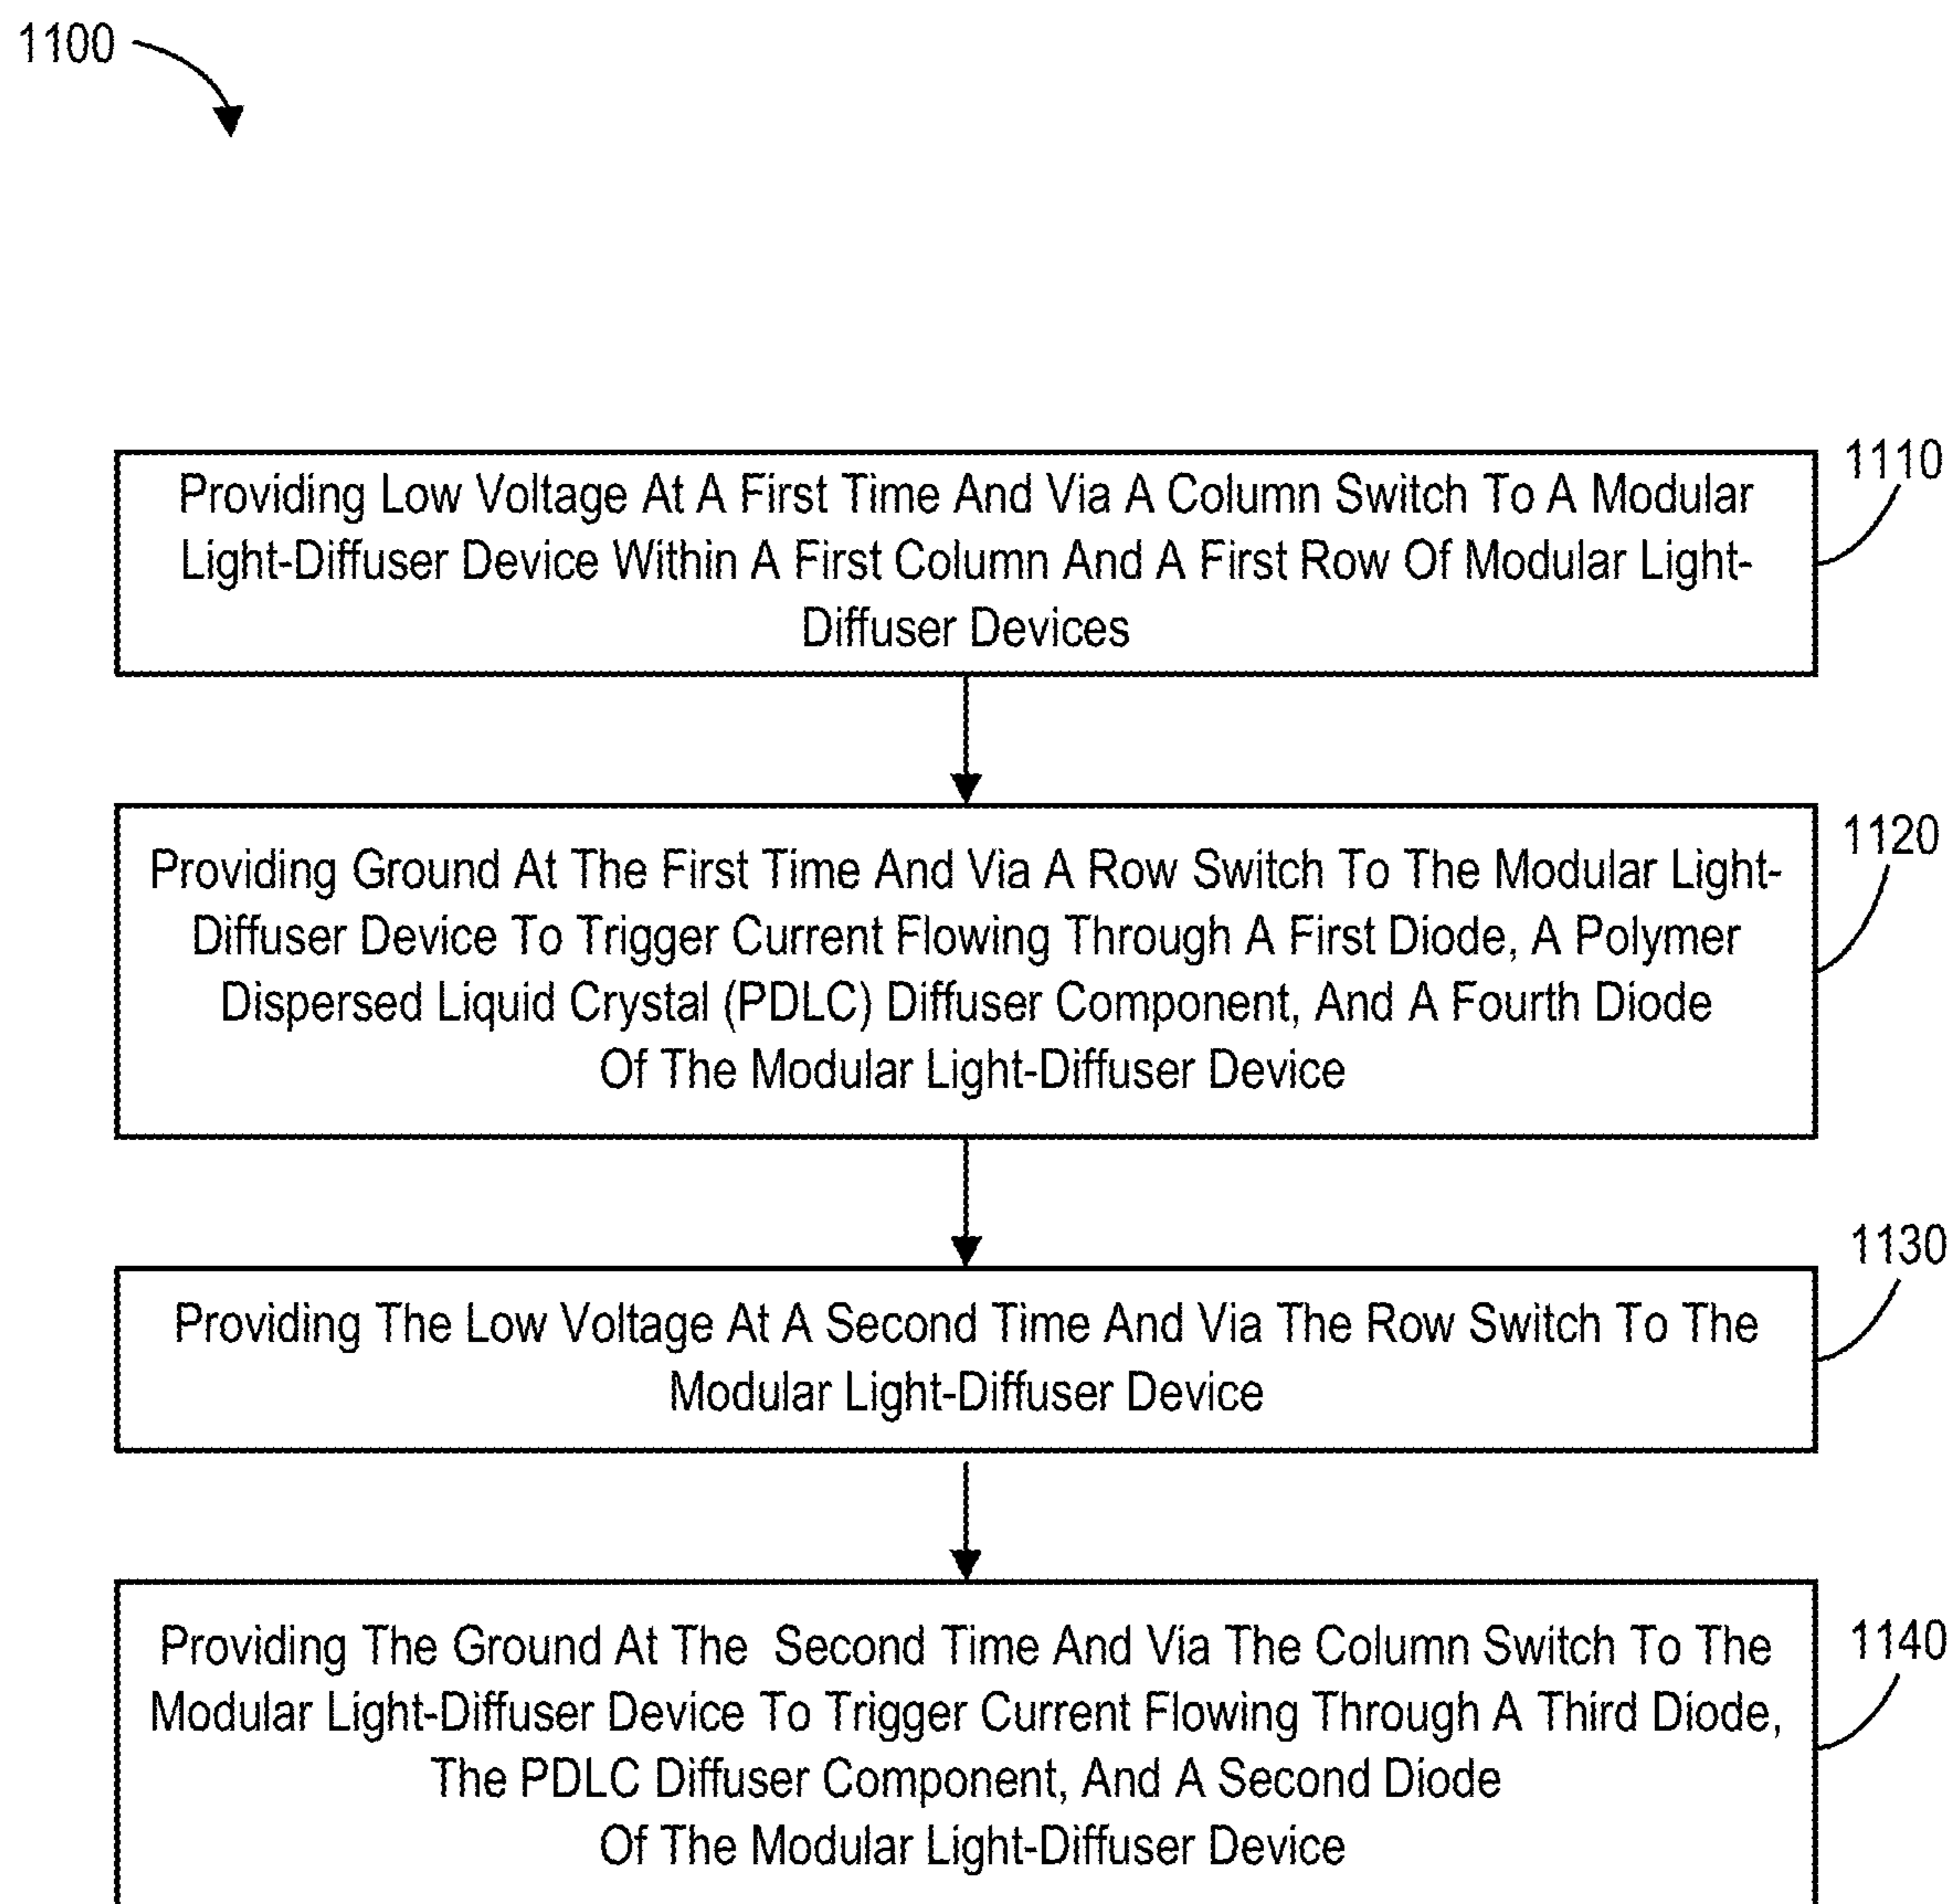 1100
1110
Providing Low Voltage At A First Time And Via A Column Switch To A Modular
Light-Diffuser Device Within A First Column And A First Row Of Modular Light-
Diffuser Devices
1120
Providing Ground At The First Time And Via A Row Switch To The Modular Light-
Diffuser Device To Trigger Current Flowing Through A First Diode, A Polymer
Dispersed Liquid Crystal (PDLC) Diffuser Component, And A Fourth Diode
Of The Modular Light-Diffuser Device
1130
Providing The Low Voltage At A Second Time And Via The Row Switch To The
Modular Light-Diffuser Device
1140
Providing The Ground At The Second Time And Via The Column Switch To The
Modular Light-Diffuser Device To Trigger Current Flowing Through A Third Diode,
The PDLC Diffuser Component, And A Second Diode
Of The Modular Light-Diffuser Device